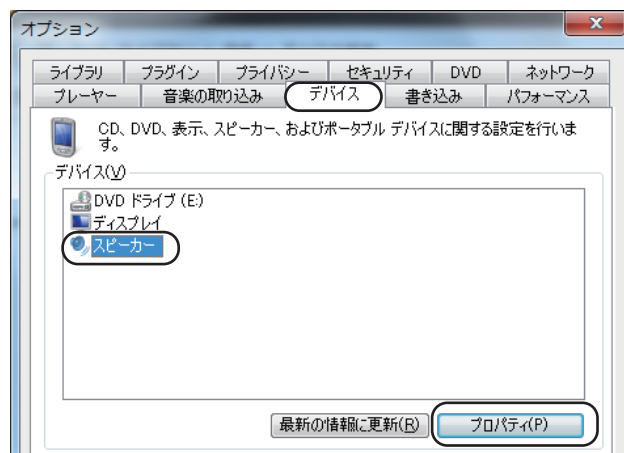 オプション
ライブラリ プラグイン プライバシー セキュリティ DVD ネットワーク
プレーヤー 音楽の取り込み デバイス 書き込み パフォーマンス
CD、DVD、表示、スピーカー、およびポータブル デバイスに関する設定を行いま
す。
デバイス(V)
DVD ドライブ (E:)
ディスプレイ
スピーカー
最新の情報に更新(R) プロパティ(P)